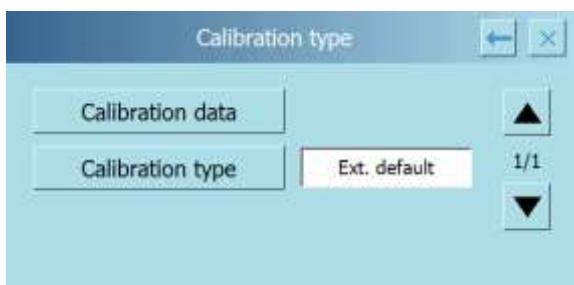 Calibration type
Calibration data
Calibration type Ext. default 1/1